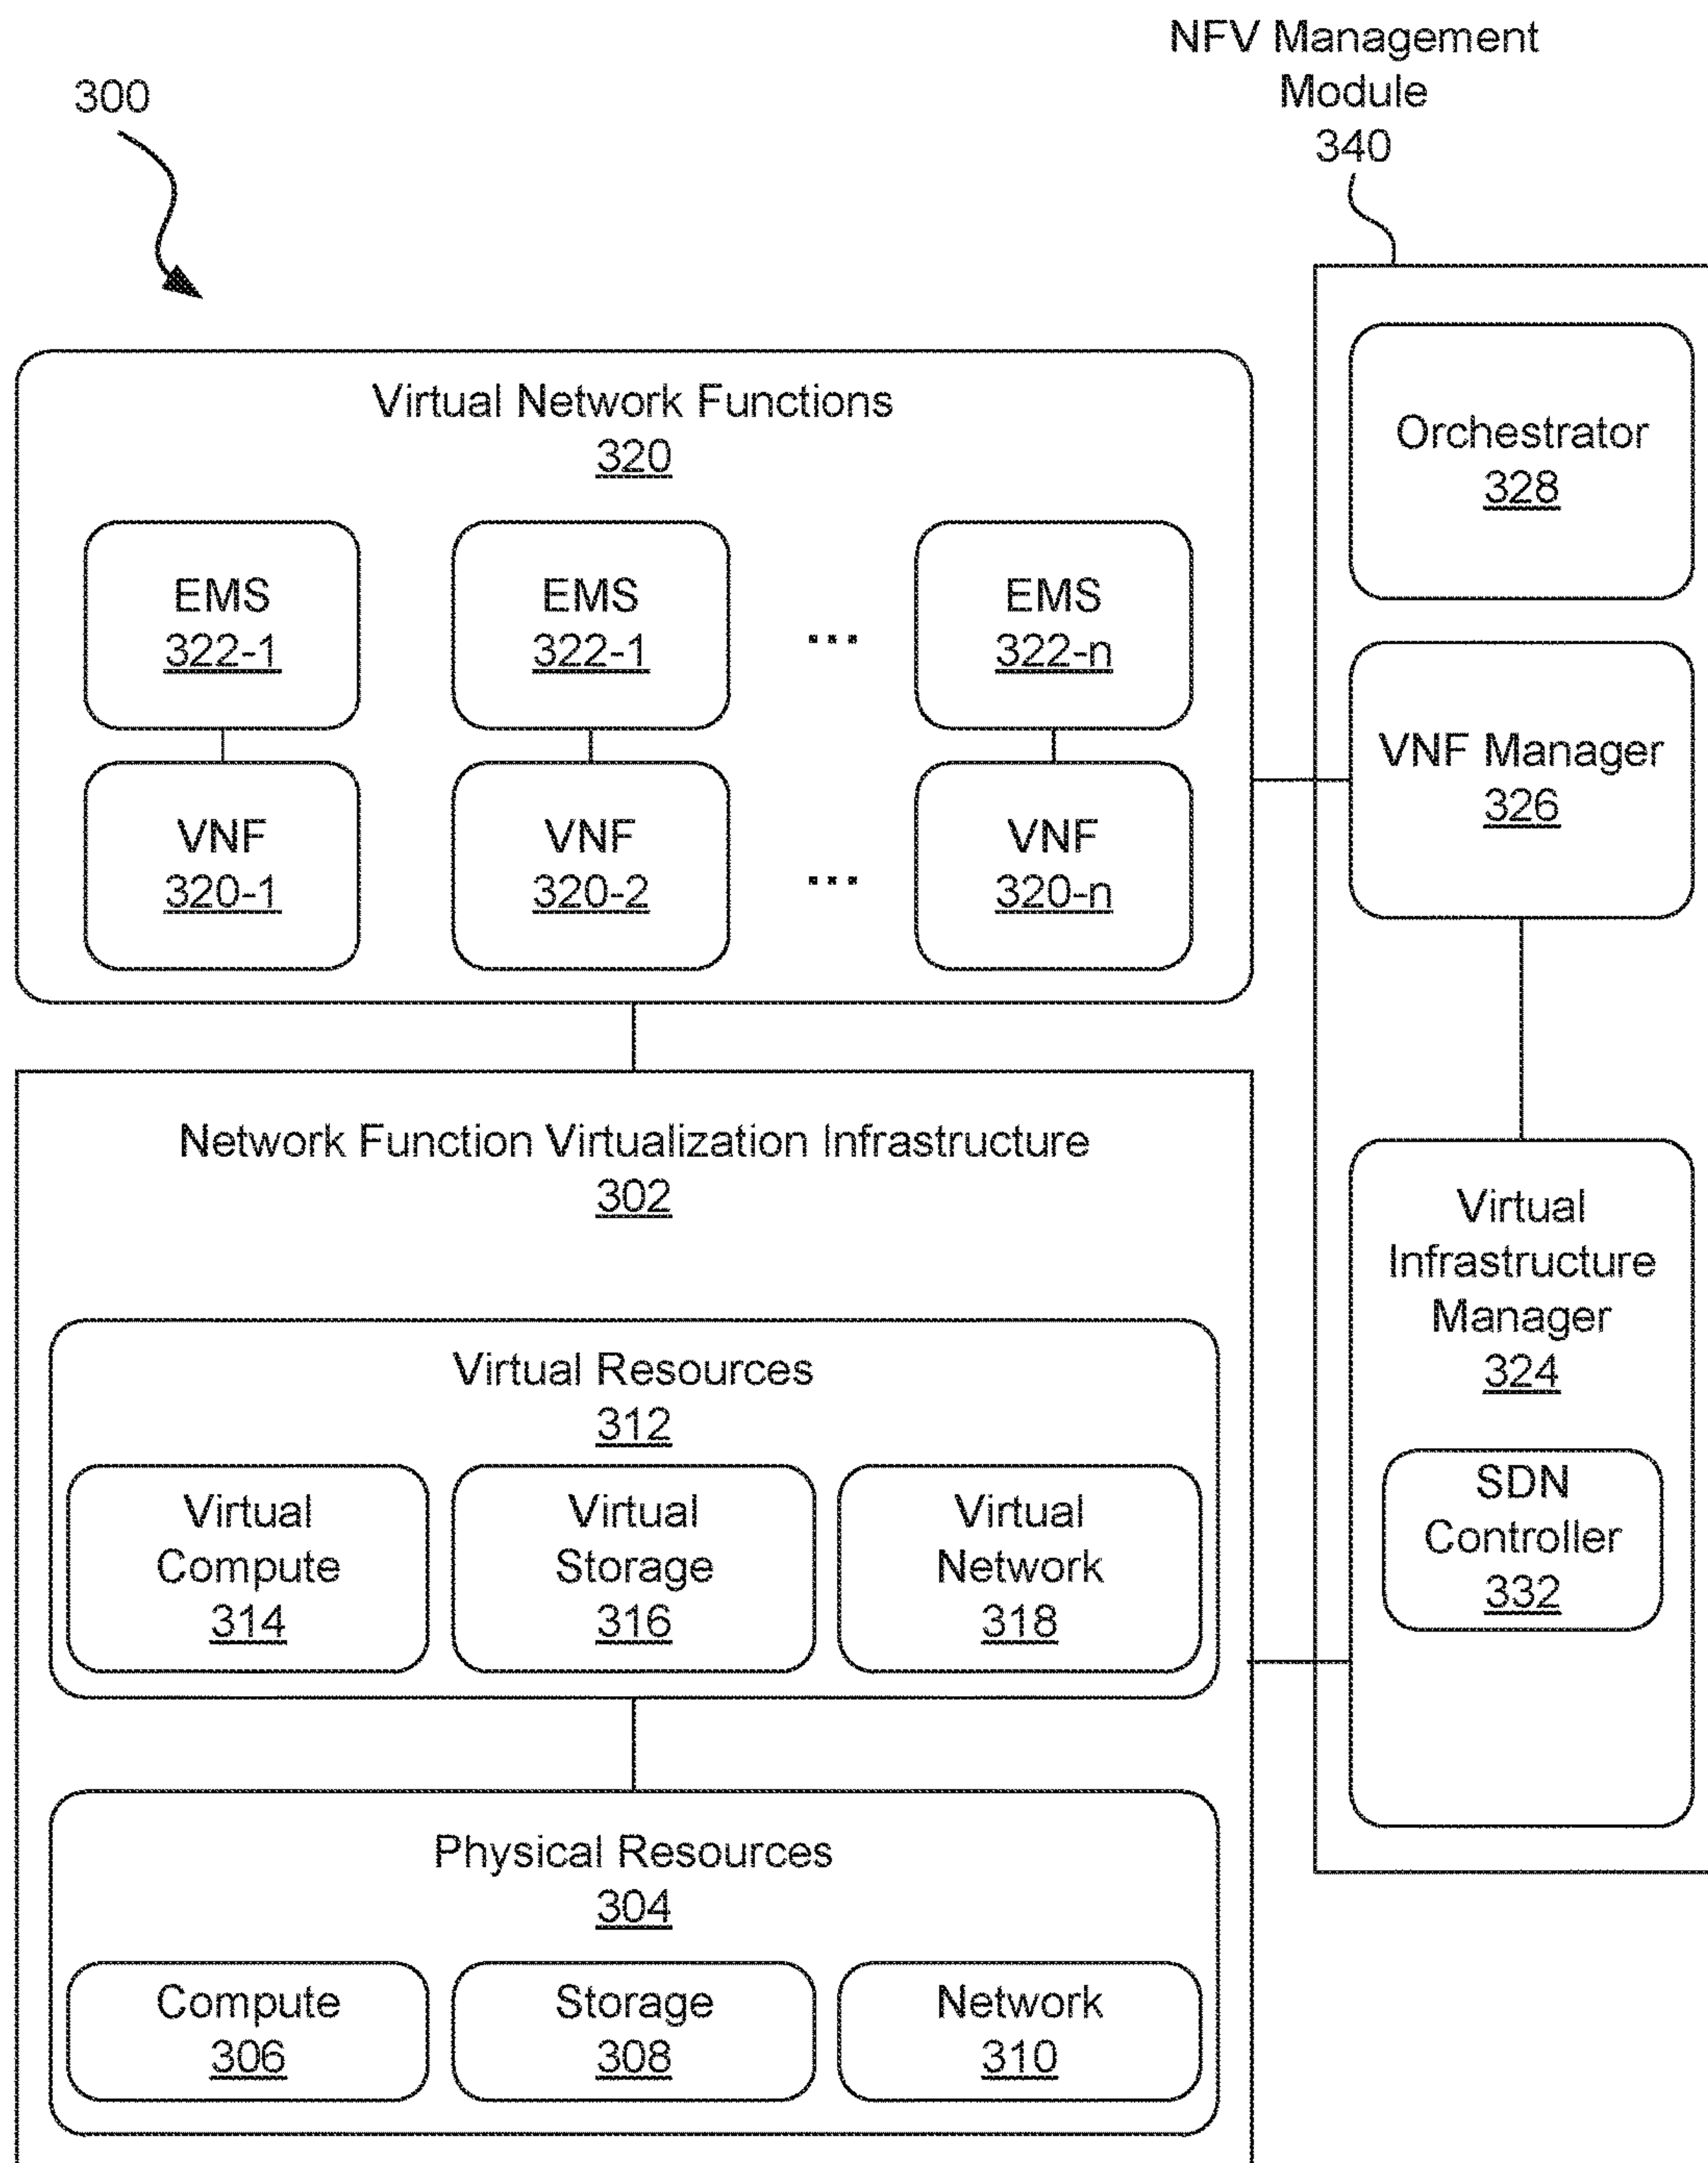 NFV Management
Module
340
300
Virtual Network Functions
320
EMS
322-1
EMS
322-1
...
EMS
322-n
VNF
320-1
VNF
320-2
...
VNF
320-n
Orchestrator
328
VNF Manager
326
Network Function Virtualization Infrastructure
302
Virtual Resources
312
Virtual
Compute
314
Virtual
Storage
316
Virtual
Network
318
Virtual
Infrastructure
Manager
324
SDN
Controller
332
Physical Resources
304
Compute
306
Storage
308
Network
310